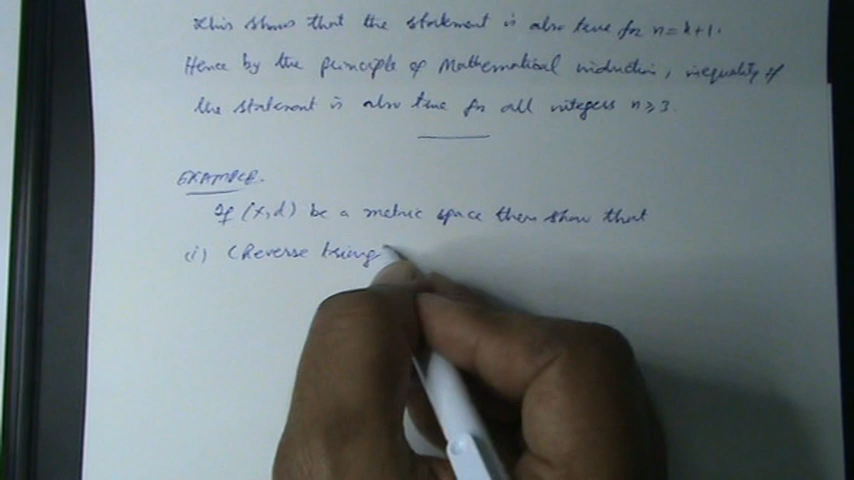 This shows that the statement is also true for n=k+1.
Hence by the principle of Mathematical induction, inequality of
the statement is also true for all integers n≥3.
EXAMPLE.
If (X,d) be a metric space then show that
(i) (Reverse triang